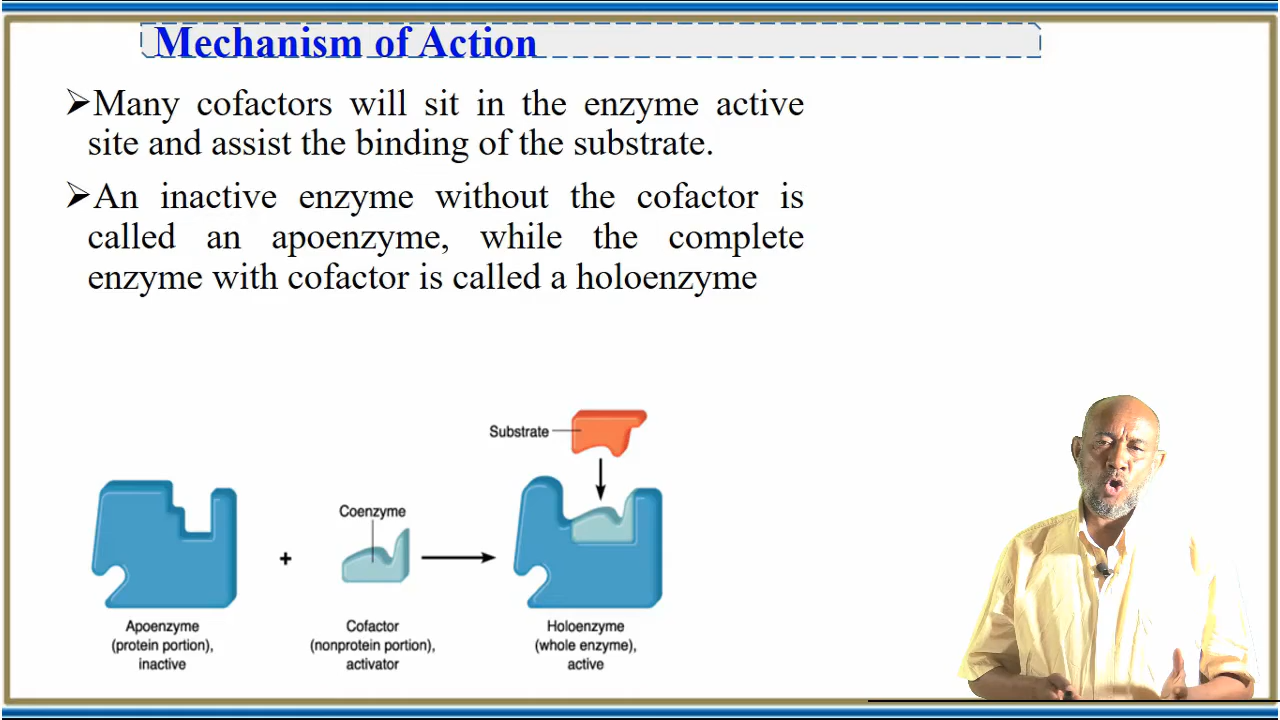 Mechanism of Action
➢Many cofactors will sit in the enzyme active
site and assist the binding of the substrate.
➢An inactive enzyme without the cofactor is
called an apoenzyme, while the complete
enzyme with cofactor is called a holoenzyme
Substrate
Coenzyme
+
Apoenzyme
(protein portion),
inactive
Cofactor
(nonprotein portion),
activator
Holoenzyme
(whole enzyme),
active